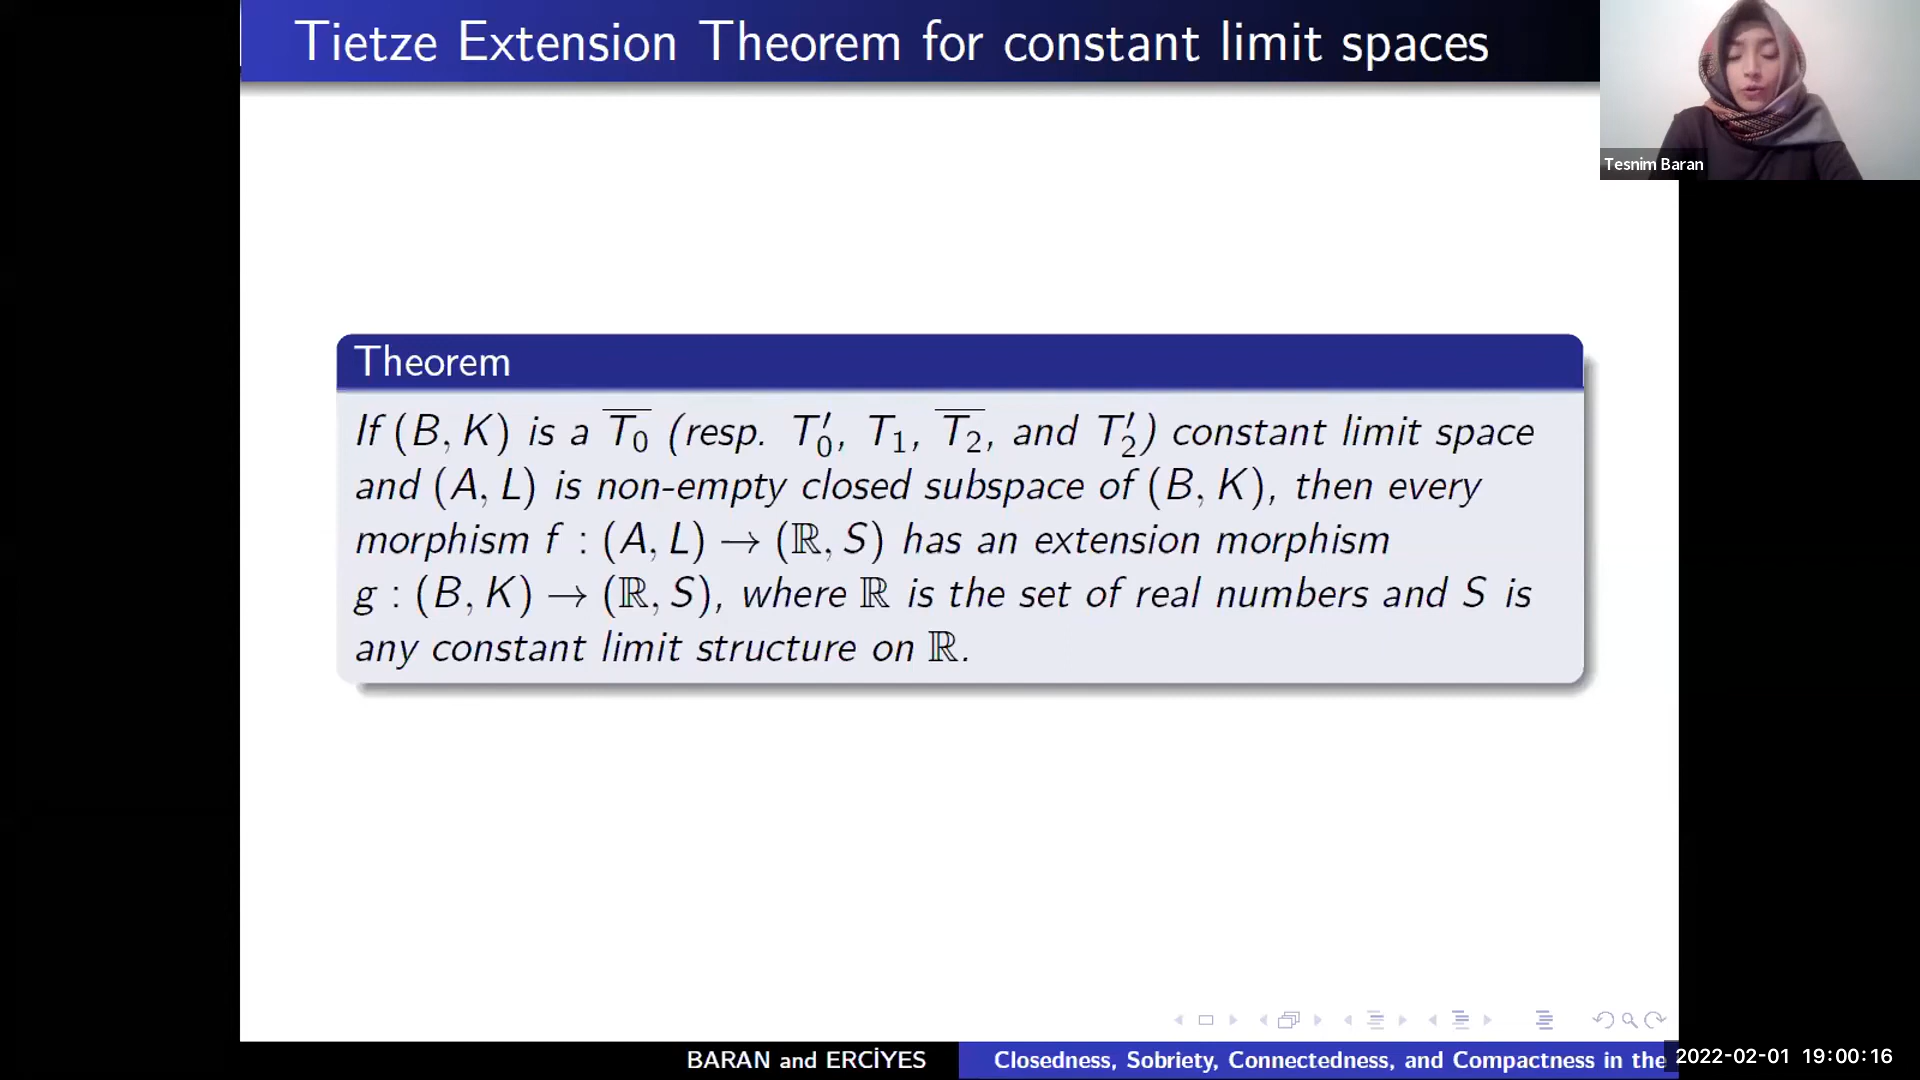 Tietze Extension Theorem for constant limit spaces
Tesnim Baran
Theorem
If (B, K) is a $\overline{T_0}$ (resp. $T_0'$, $T_1$, $\overline{T_2}$, and $T_2'$) constant limit space
and (A, L) is non-empty closed subspace of (B, K), then every
morphism f : (A, L) → (ℝ, S) has an extension morphism
g : (B, K) → (ℝ, S), where ℝ is the set of real numbers and S is
any constant limit structure on ℝ.
BARAN and ERCİYES
Closedness, Sobriety, Connectedness, and Compactness in the
2022-02-01 19:00:16